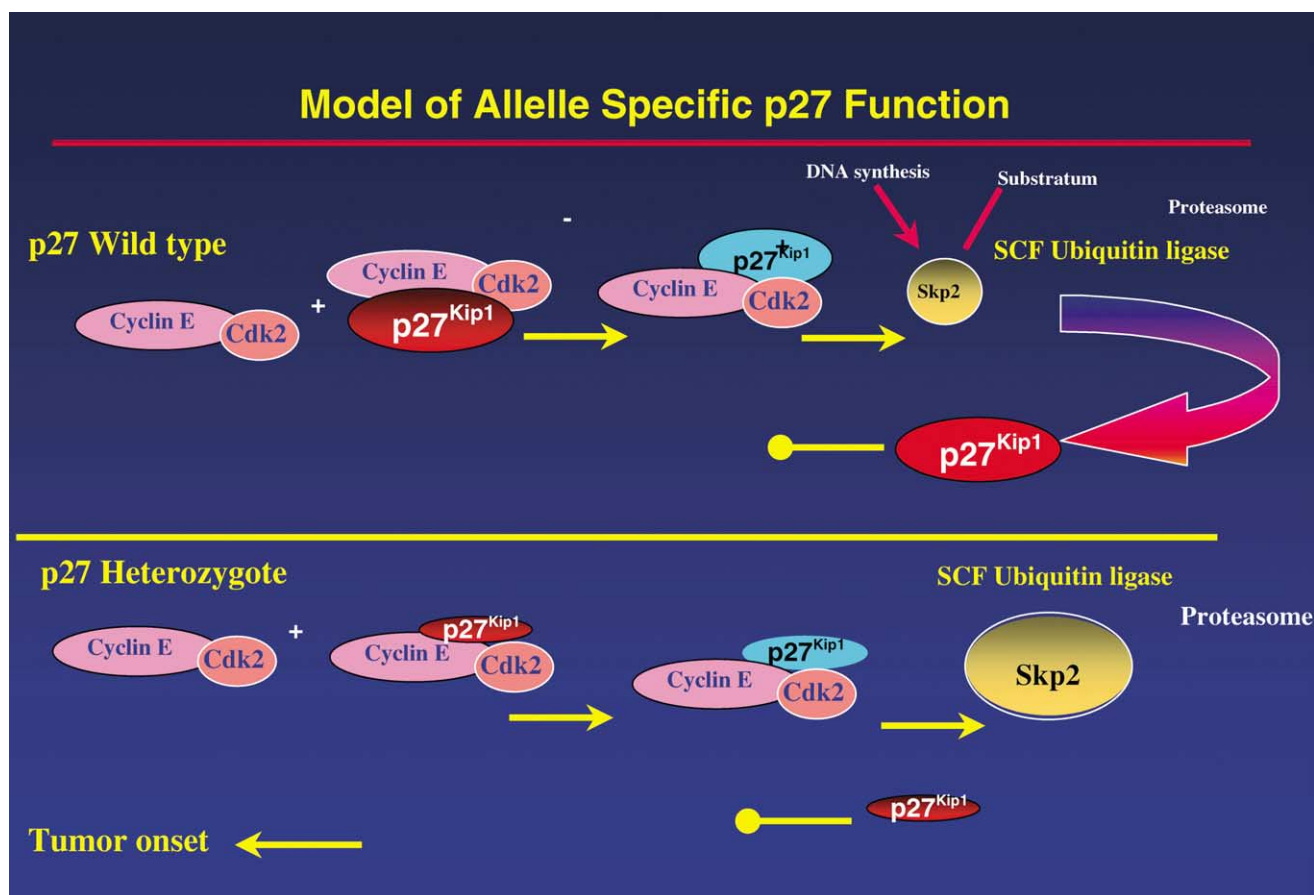 Model of Allelle Specific p27 Function
DNA synthesis
Substratum
Proteasome
p27 Wild type
-
SCF Ubiquitin ligase
Cyclin E
Cdk2
+
Cyclin E
Cdk2
p27Kip1
p27Kip1
+
Cyclin E
Cdk2
Skp2
p27Kip1
p27 Heterozygote
SCF Ubiquitin ligase
Proteasome
Cyclin E
Cdk2
+
p27Kip1
Cyclin E
Cdk2
p27Kip1
Cyclin E
Cdk2
Skp2
p27Kip1
Tumor onset